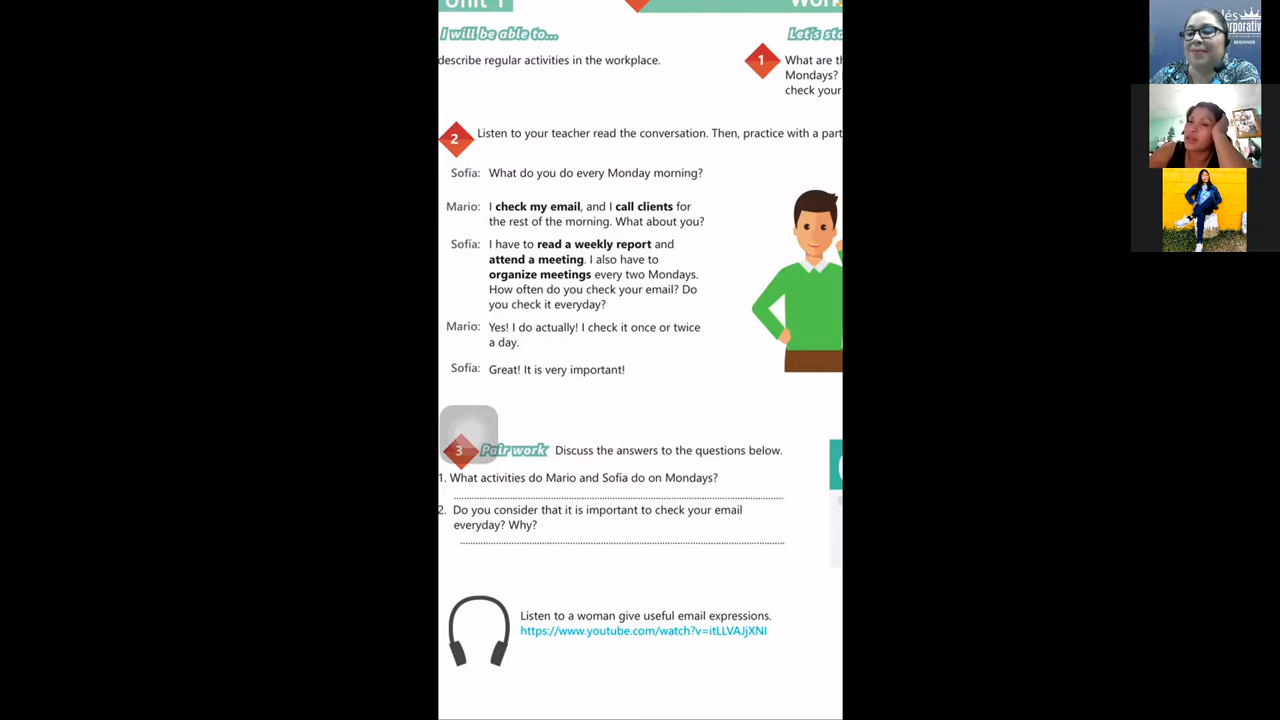 Unit 1
I will be able to...
Let's sta
describe regular activities in the workplace.
1
What are th
Mondays?
check your
2
Listen to your teacher read the conversation. Then, practice with a part
Sofía: What do you do every Monday morning?
Mario: I check my email, and I call clients for
the rest of the morning. What about you?
Sofía: I have to read a weekly report and
attend a meeting. I also have to
organize meetings every two Mondays.
How often do you check your email? Do
you check it everyday?
Mario: Yes! I do actually! I check it once or twice
a day.
Sofía: Great! It is very important!
3
Pair work Discuss the answers to the questions below.
1. What activities do Mario and Sofía do on Mondays?
2. Do you consider that it is important to check your email
everyday? Why?
Listen to a woman give useful email expressions.
https://www.youtube.com/watch?v=itLLVAJjXNI
BEGINNER